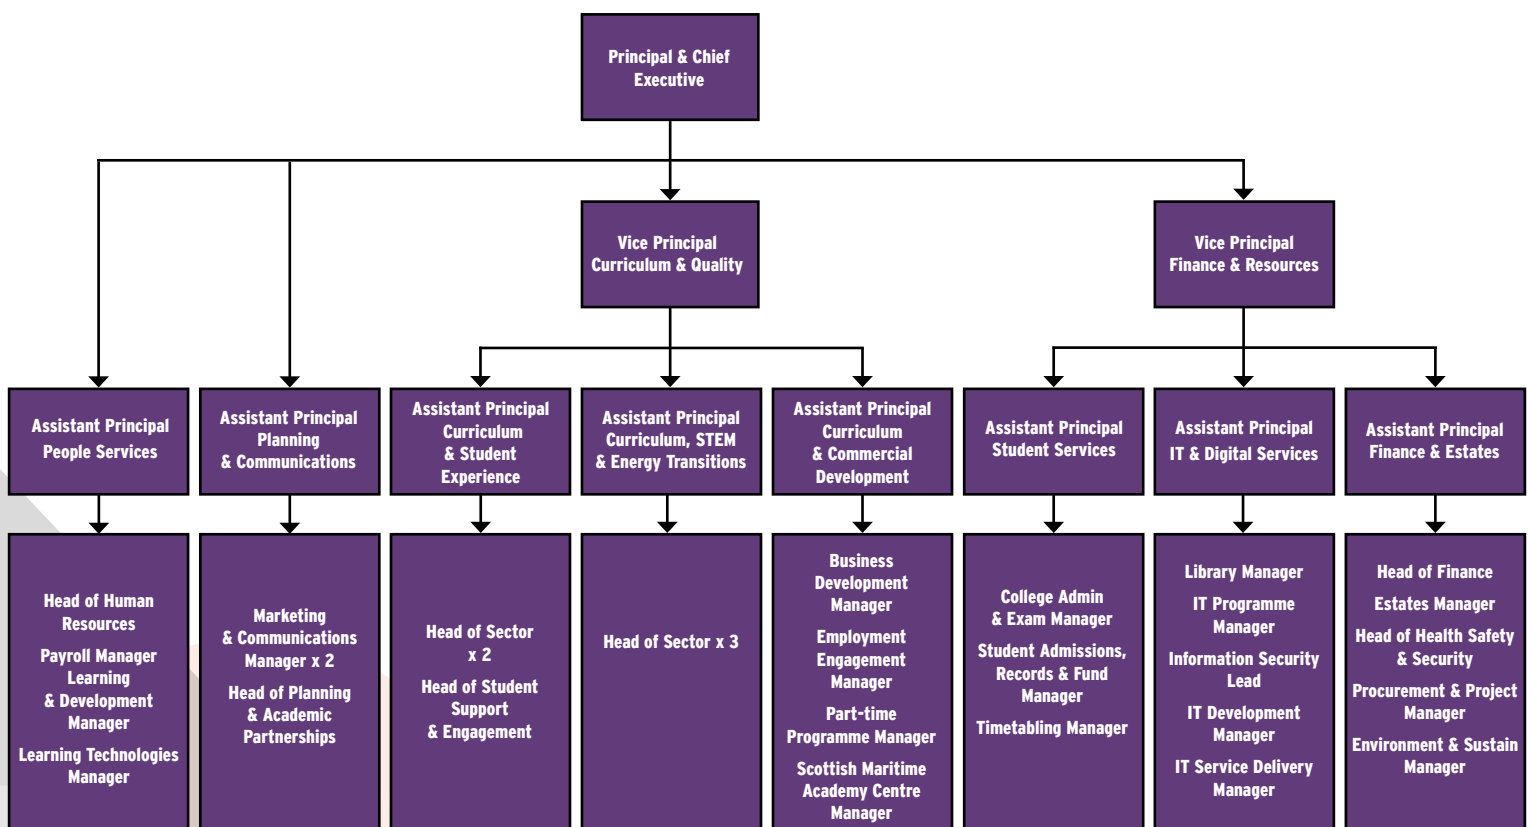 Principal & Chief
Executive
Vice Principal
Curriculum & Quality
Vice Principal
Finance & Resources
Assistant Principal
People Services
Assistant Principal
Planning
& Communications
Assistant Principal
Curriculum
& Student
Experience
Assistant Principal
Curriculum, STEM
& Energy Transitions
Assistant Principal
Curriculum
& Commercial
Development
Assistant Principal
Student Services
Assistant Principal
IT & Digital Services
Assistant Principal
Finance & Estates
Head of Human
Resources
Payroll Manager
Learning
& Development
Manager
Learning Technologies
Manager
Marketing
& Communications
Manager x 2
Head of Planning
& Academic
Partnerships
Head of Sector
x 2
Head of Student
Support
& Engagement
Head of Sector x 3
Business
Development
Manager
Employment
Engagement
Manager
Part-time
Programme Manager
Scottish Maritime
Academy Centre
Manager
College Admin
& Exam Manager
Student Admissions,
Records & Fund
Manager
Timetabling Manager
Library Manager
IT Programme
Manager
Information Security
Lead
IT Development
Manager
IT Service Delivery
Manager
Head of Finance
Estates Manager
Head of Health Safety
& Security
Procurement & Project
Manager
Environment & Sustain
Manager